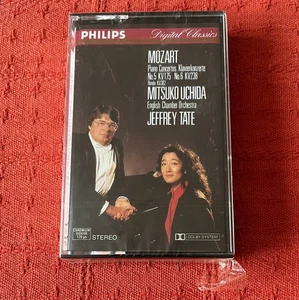 PHILIPS
Digital Classics
MOZART
Piano Concertos Klavierkonzerte
No.5 KV175 No.6 KV238
Rondo KV382
MITSUKO UCHIDA
English Chamber Orchestra
JEFFREY TATE
STEREO
DOLBY SYSTEM